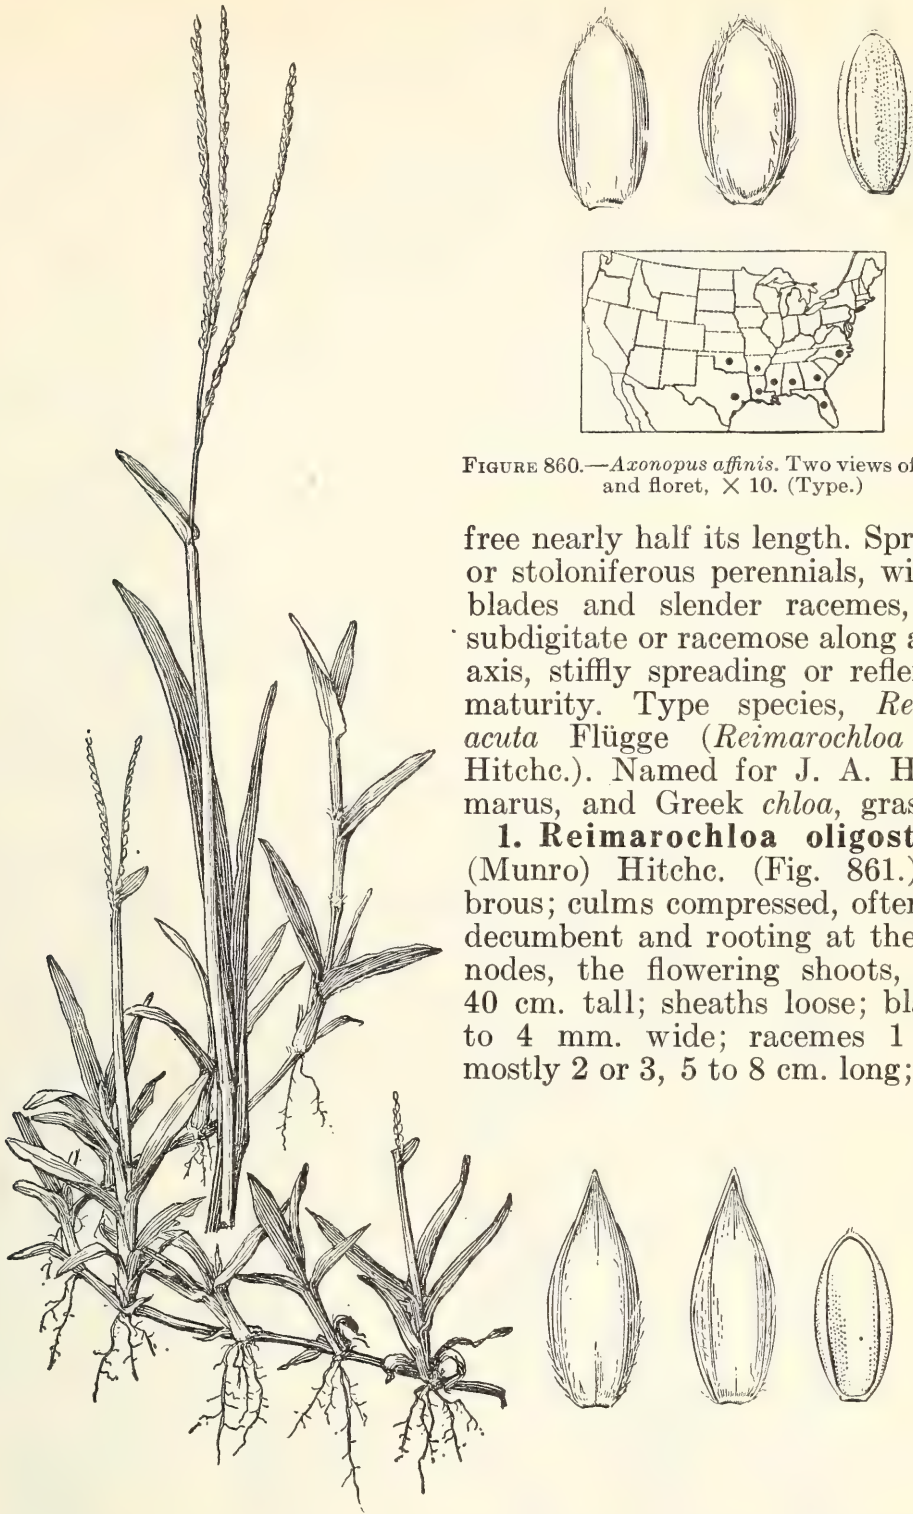 FIGURE 860.—Axonopus affinis. Two views of
and floret, × 10. (Type.)
free nearly half its length. Spr
or stoloniferous perennials, wi
blades and slender racemes,
subdigitate or racemose along a
axis, stiffly spreading or refle
maturity. Type species, Re
acuta Flügge (Reimarochloa
Hitchc.). Named for J. A. H
marus, and Greek chloa, gras
1. Reimarochloa oligost
(Munro) Hitchc. (Fig. 861.)
brous; culms compressed, often
decumbent and rooting at the
nodes, the flowering shoots,
40 cm. tall; sheaths loose; bl
to 4 mm. wide; racemes 1
mostly 2 or 3, 5 to 8 cm. long;